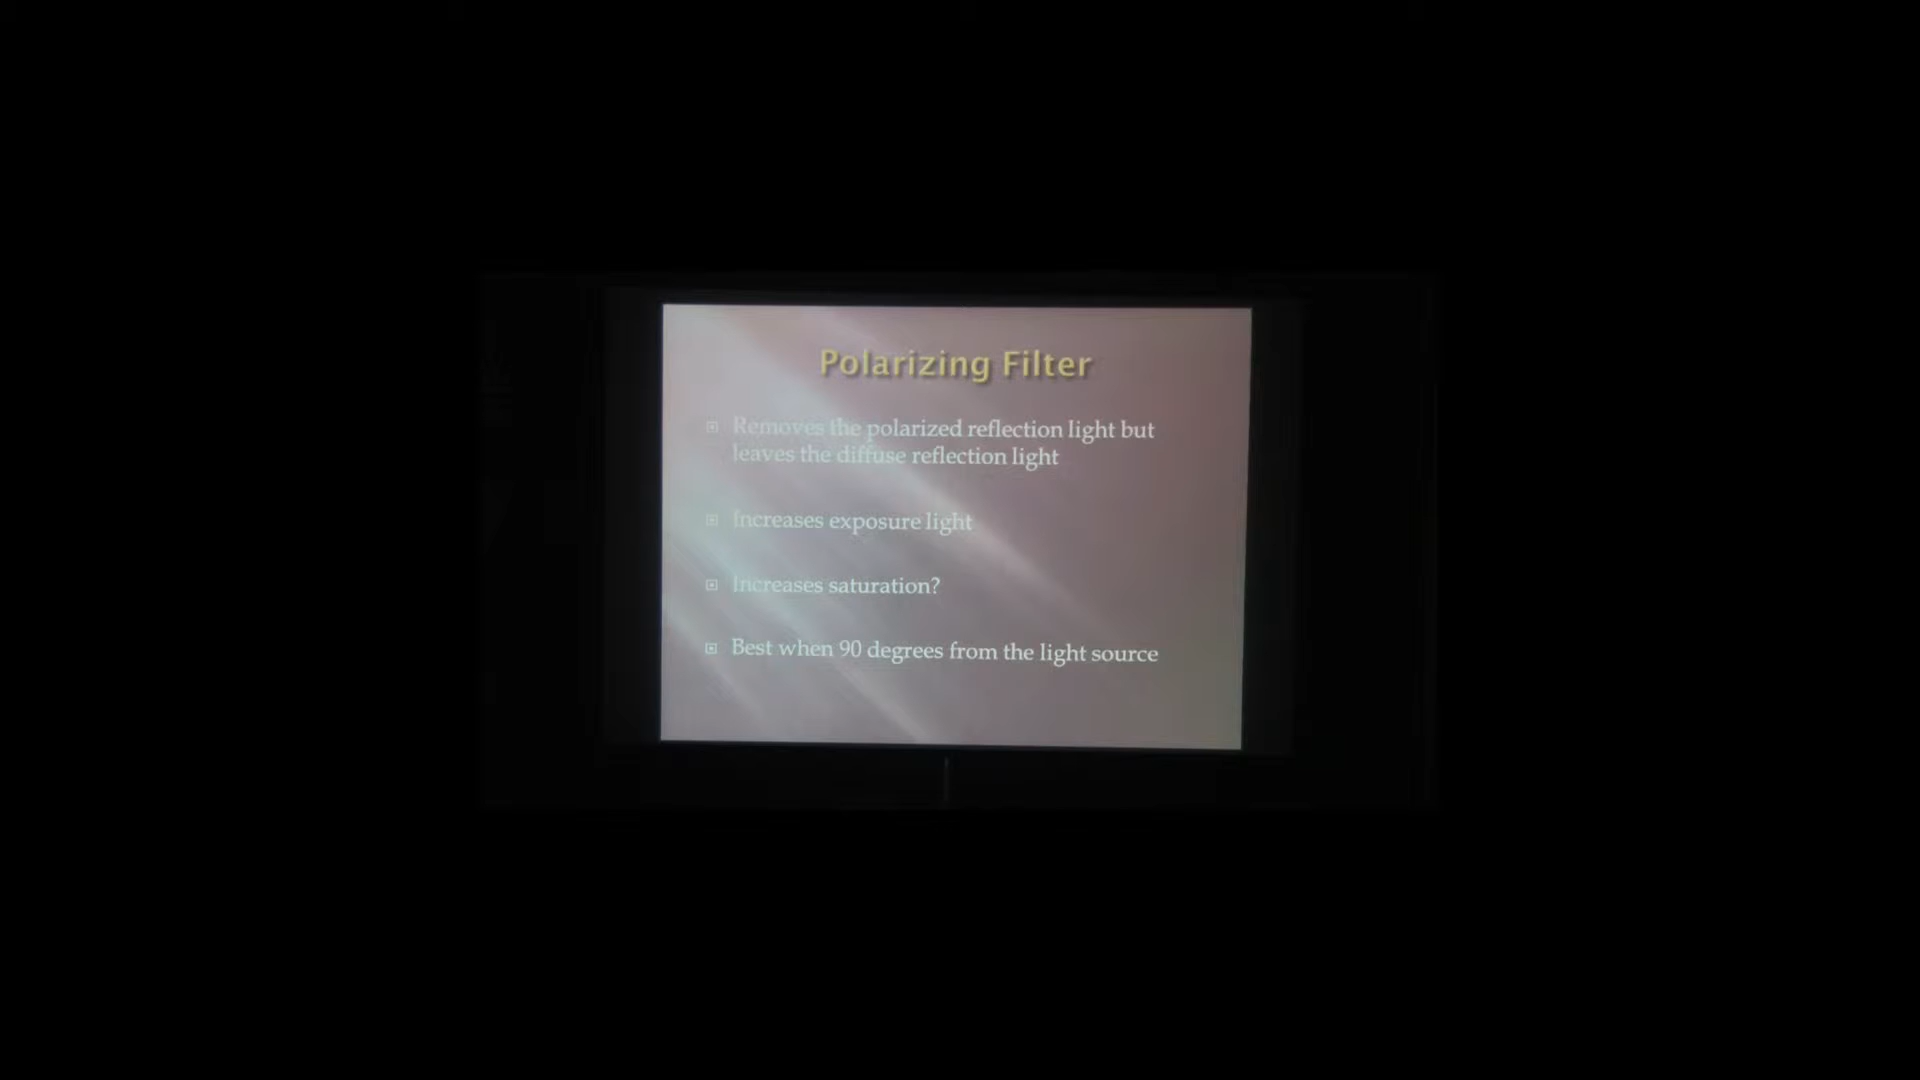 Polarizing Filter
Removes the polarized reflection light but
leaves the diffuse reflection light
Increases exposure light
Increases saturation?
Best when 90 degrees from the light source